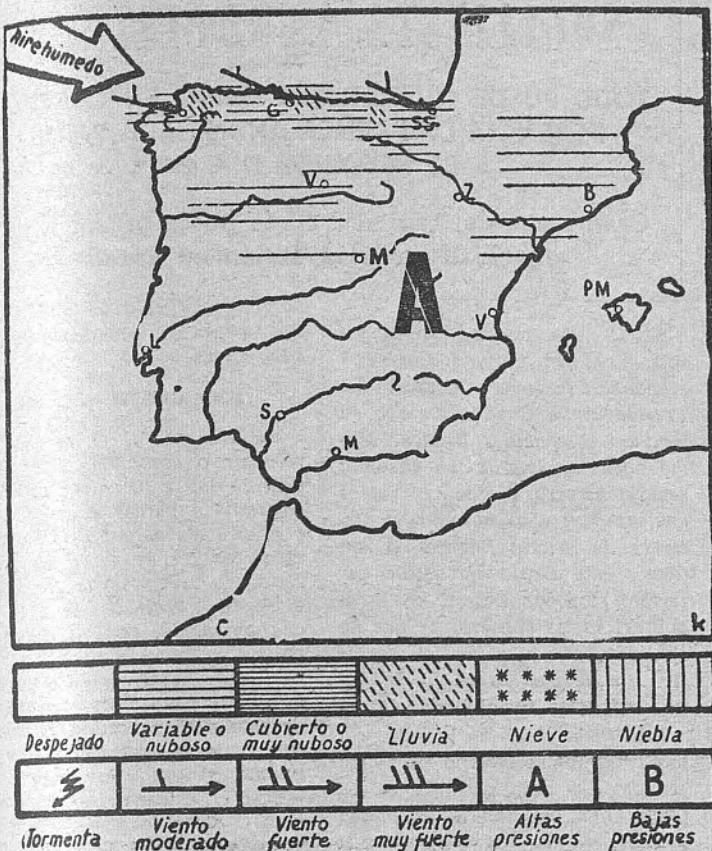 Aire húmedo
C
G
SS
V
Z
B
M
A
PM
V
L
S
M
C
k
Despejado
Variable o nuboso
Cubierto o muy nuboso
Lluvia
Nieve
Niebla
A
B
Tormenta
Viento moderado
Viento fuerte
Viento muy fuerte
Altas presiones
Bajas presiones